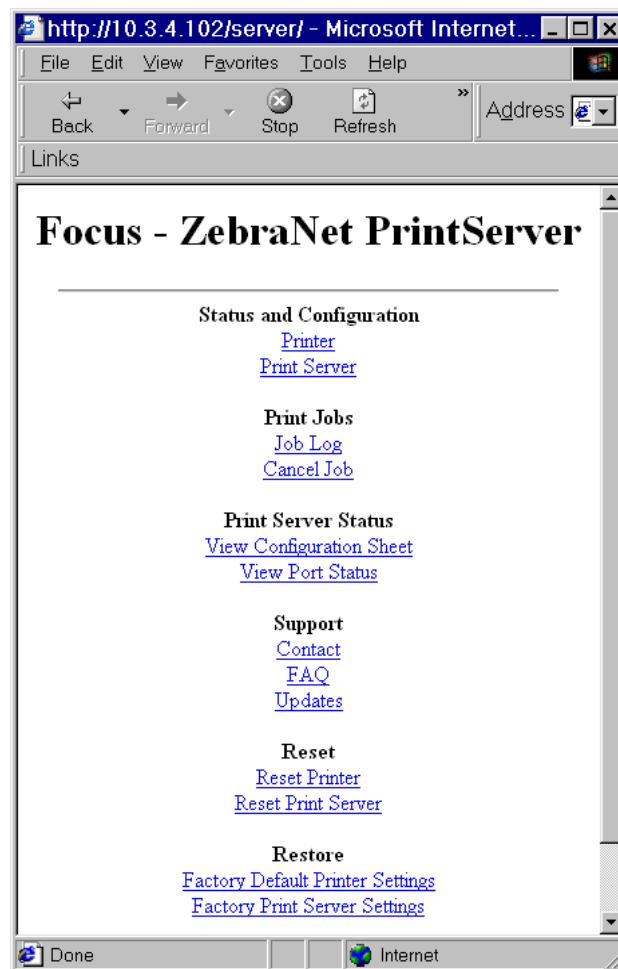 http://10.3.4.102/server/ - Microsoft Internet...
File Edit View Favorites Tools Help
Back Forward Stop Refresh » Address
Links
Focus - ZebraNet PrintServer
Status and Configuration
Printer
Print Server
Print Jobs
Job Log
Cancel Job
Print Server Status
View Configuration Sheet
View Port Status
Support
Contact
FAQ
Updates
Reset
Reset Printer
Reset Print Server
Restore
Factory Default Printer Settings
Factory Print Server Settings
Done Internet